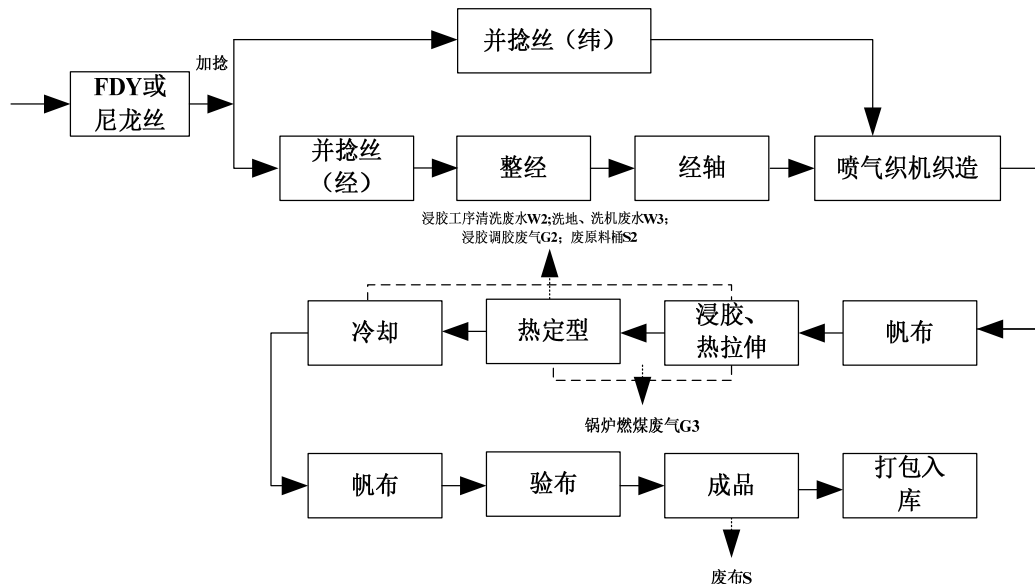 并捻丝（纬）
加捻
FDY或
尼龙丝
并捻丝
（经）
整经
经轴
喷气织机织造
浸胶工序清洗废水W2;洗地、洗机废水W3；
浸胶调胶废气G2；废原料桶S2
冷却
热定型
浸胶、
热拉伸
帆布
锅炉燃煤废气G3
帆布
验布
成品
打包入
库
废布S